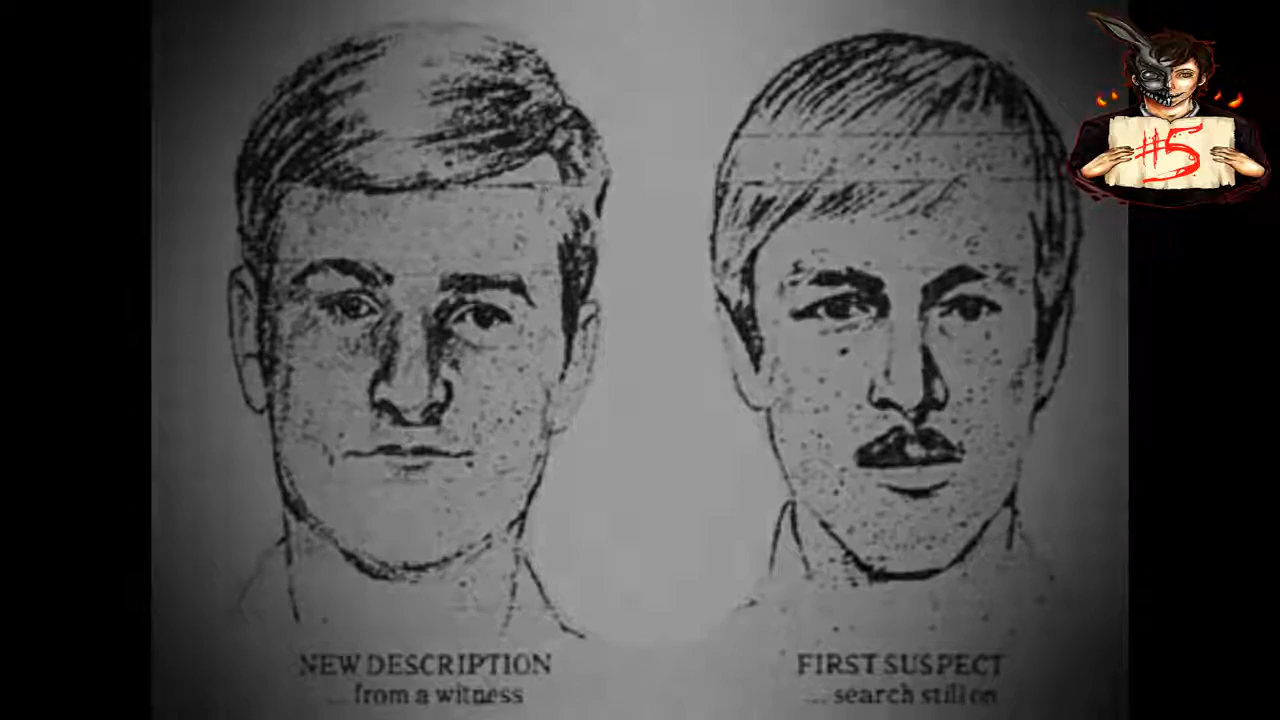 #5
NEW DESCRIPTION
FIRST SUSPECT
... from a witness
... search still on